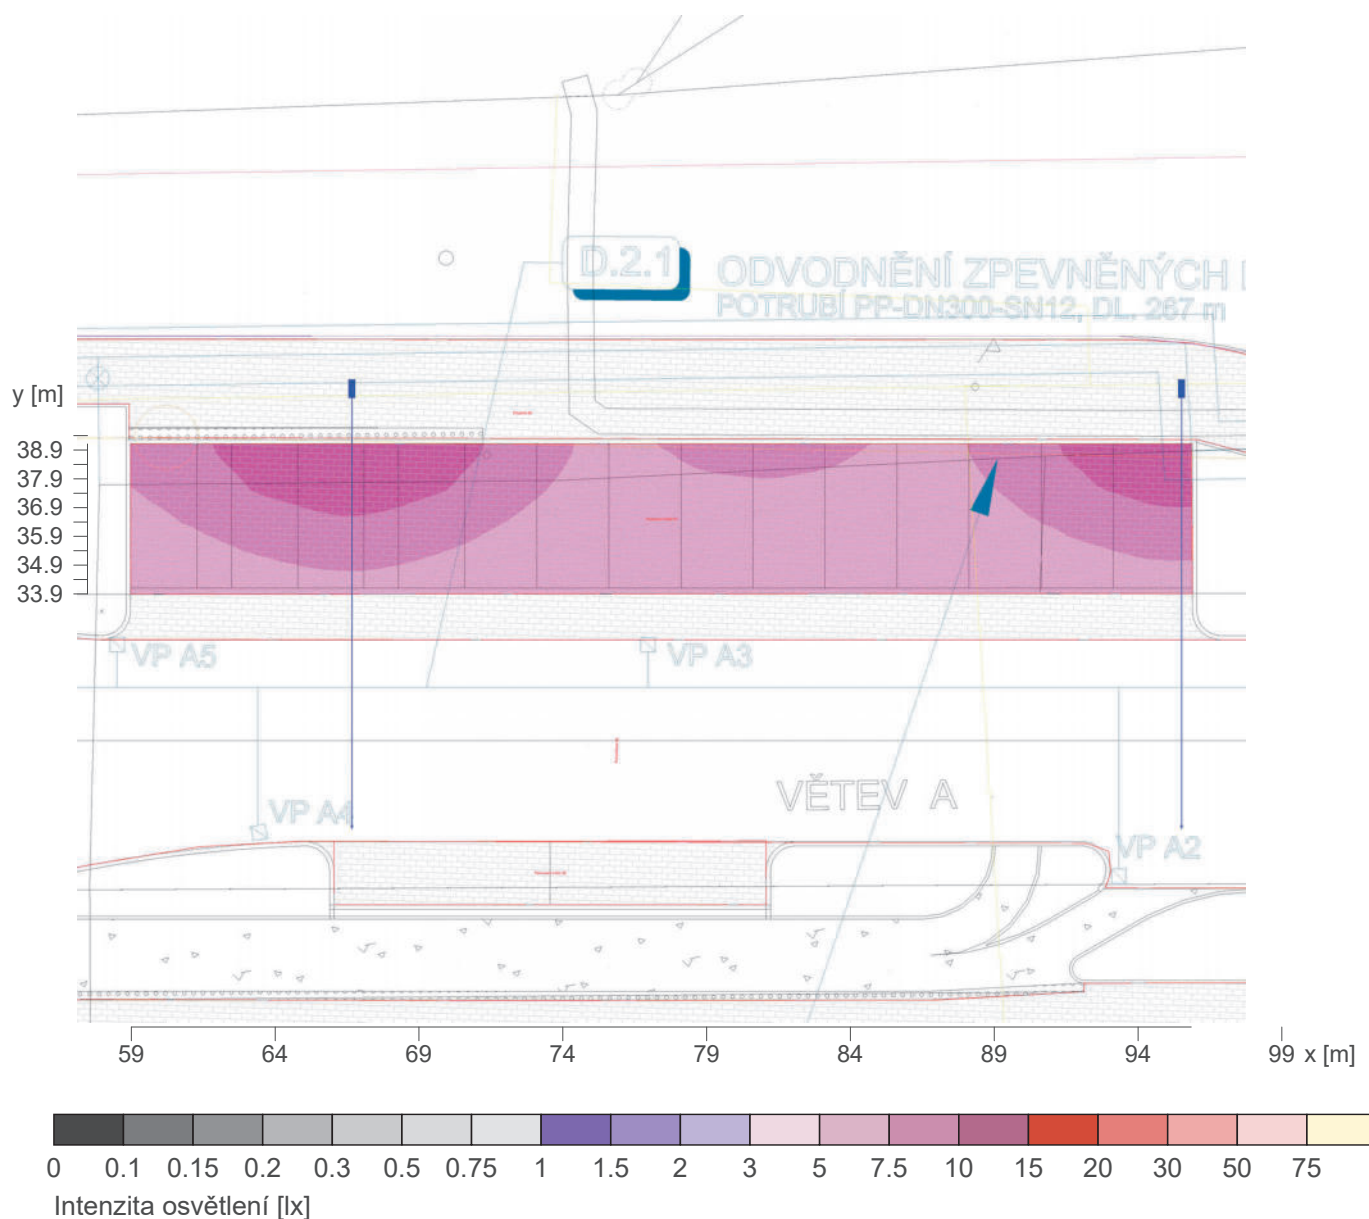 D.2.1
ODVODNĚNÍ ZPEVNĚNÝCH
POTRUBÍ PP-DN300-SN12, DL. 267 m
y [m]
38.9
37.9
36.9
35.9
34.9
33.9
VP A5
VP A3
VĚTEV A
VP A4
VP A2
59 64 69 74 79 84 89 94 99 x [m]
0 0.1 0.15 0.2 0.3 0.5 0.75 1 1.5 2 3 5 7.5 10 15 20 30 50 75
Intenzita osvětlení [lx]